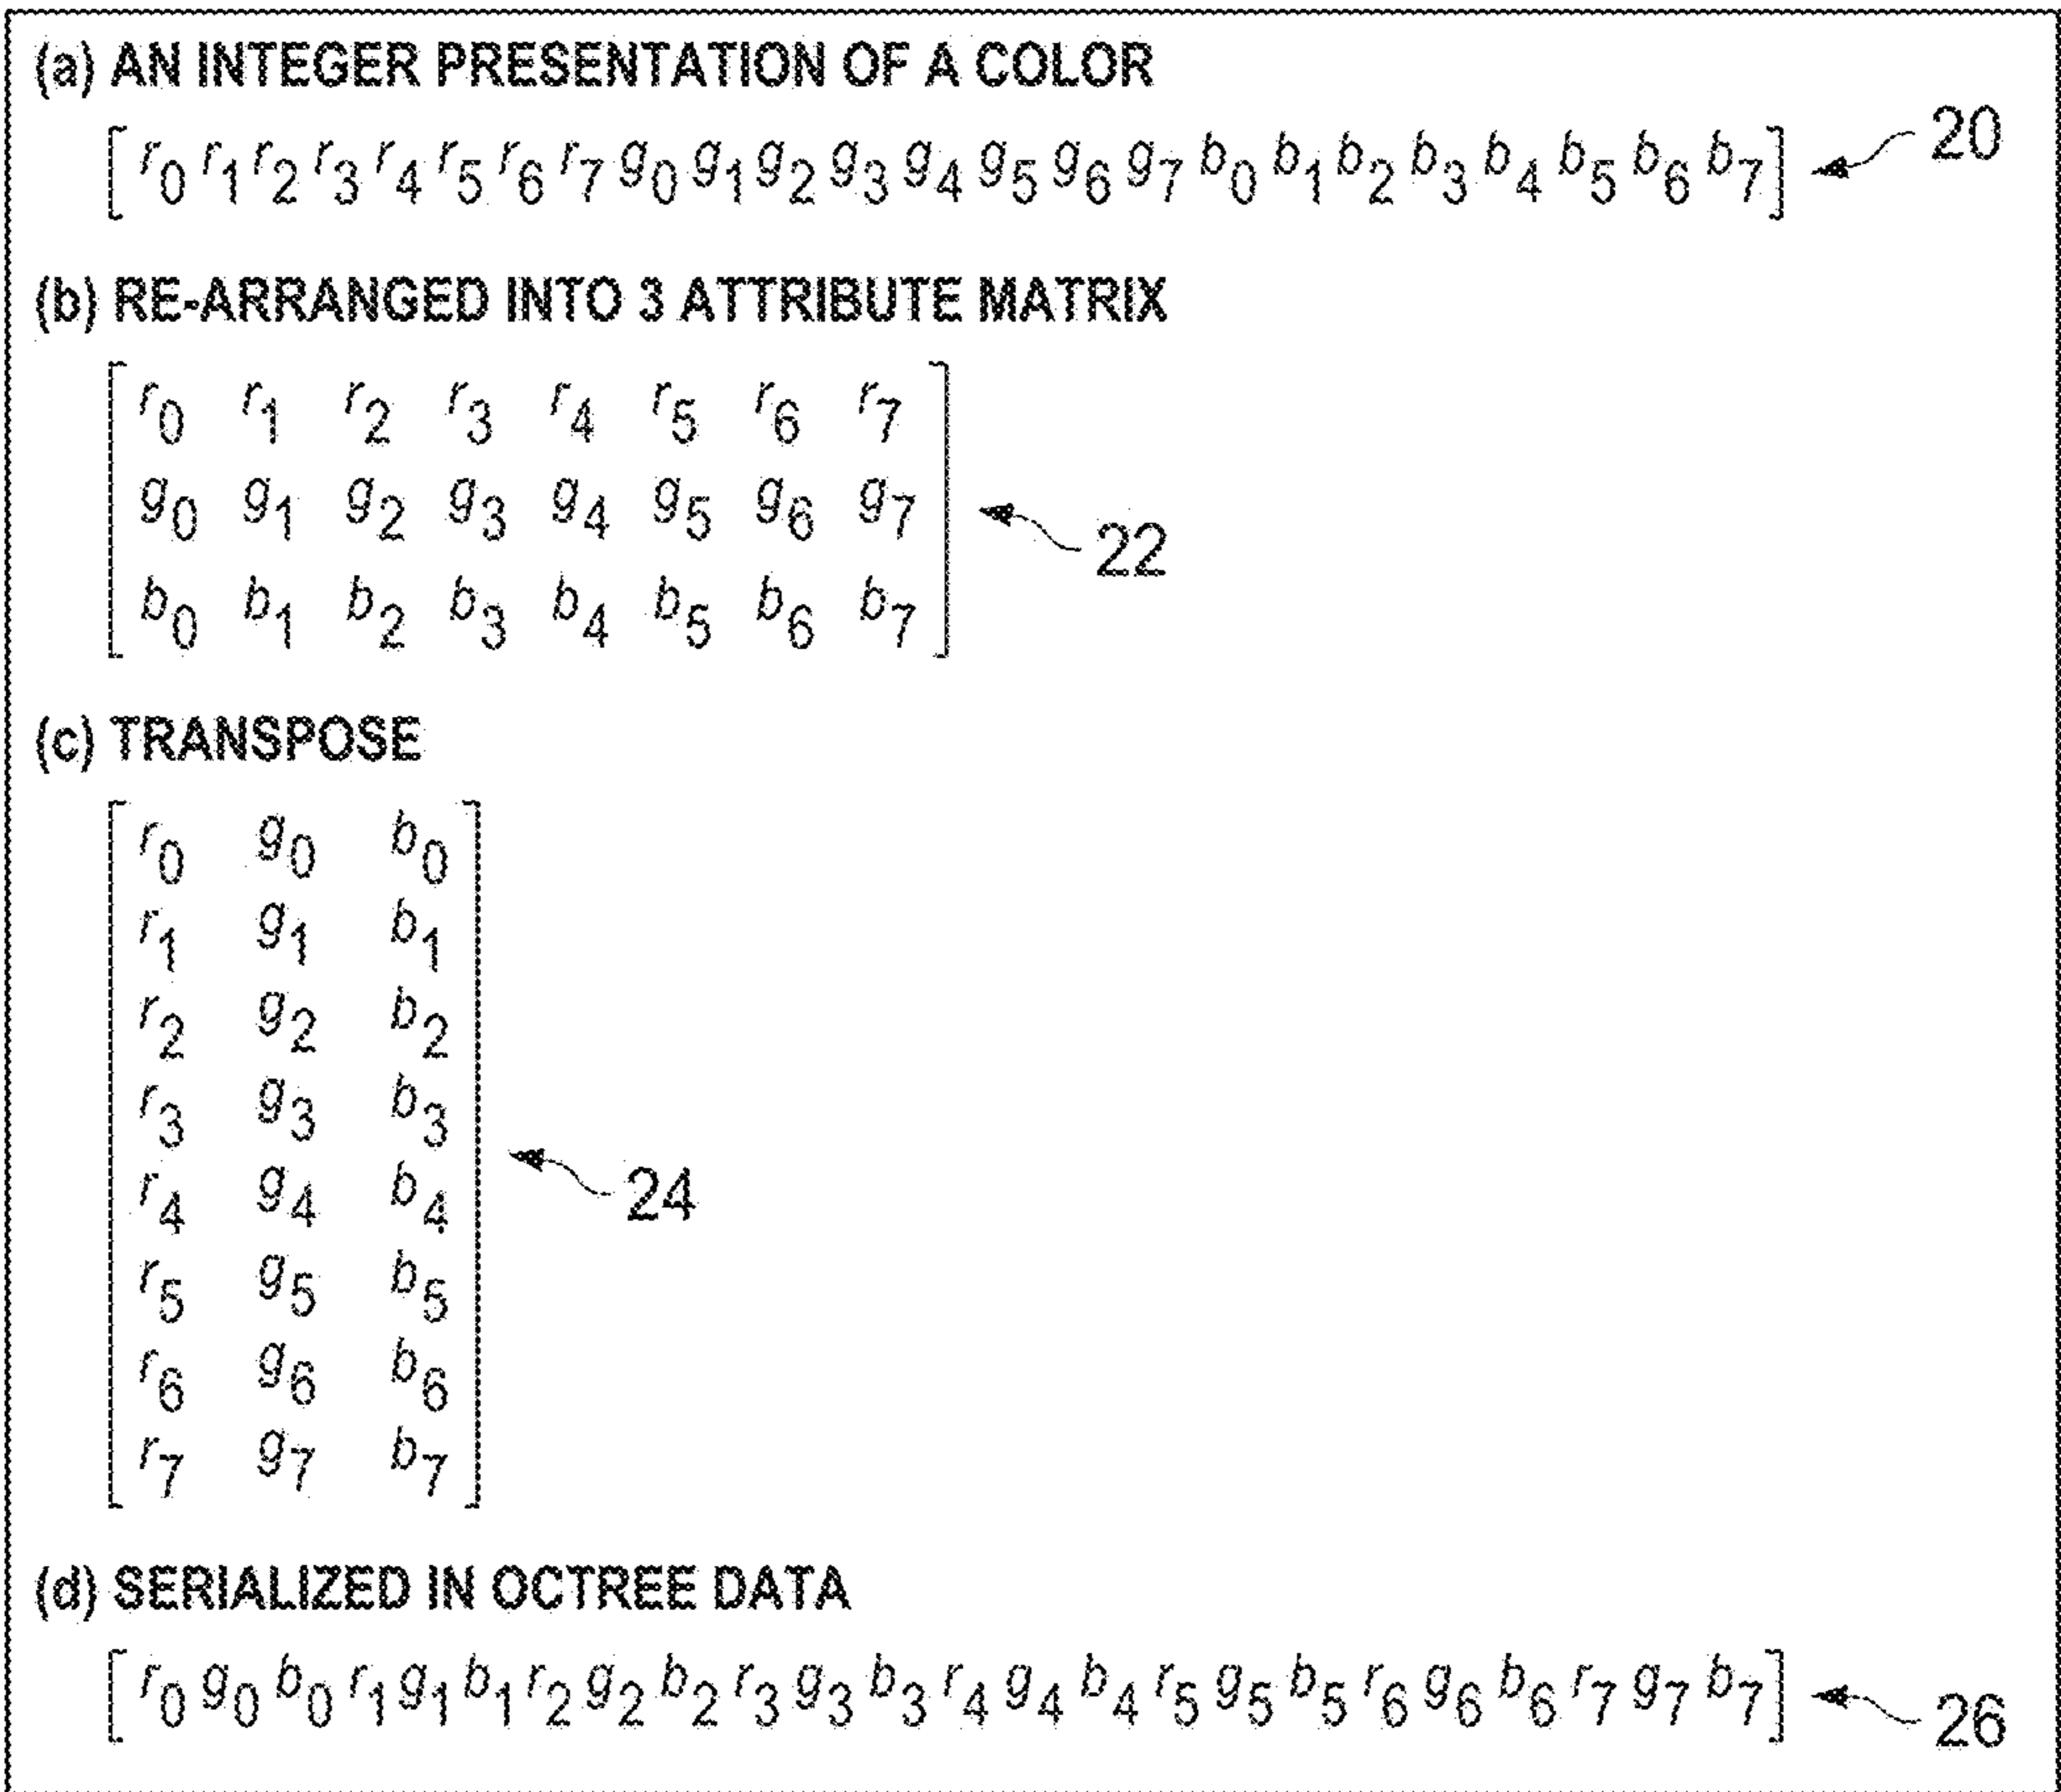 (a) AN INTEGER PRESENTATION OF A COLOR
[r0 r1 r2 r3 r4 r5 r6 r7 g0 g1 g2 g3 g4 g5 g6 g7 b0 b1 b2 b3 b4 b5 b6 b7] 20
(b) RE-ARRANGED INTO 3 ATTRIBUTE MATRIX
r0 r1 r2 r3 r4 r5 r6 r7
g0 g1 g2 g3 g4 g5 g6 g7
22
b0 b1 b2 b3 b4 b5 b6 b7
(c) TRANSPOSE
r0 g0 b0
r1 g1 b1
r2 g2 b2
r3 g3 b3
r4 g4 b4
24
r5 g5 b5
r6 g6 b6
r7 g7 b7
(d) SERIALIZED IN OCTREE DATA
[r0 g0 b0 r1 g1 b1 r2 g2 b2 r3 g3 b3 r4 g4 b4 r5 g5 b5 r6 g6 b6 r7 g7 b7] 26